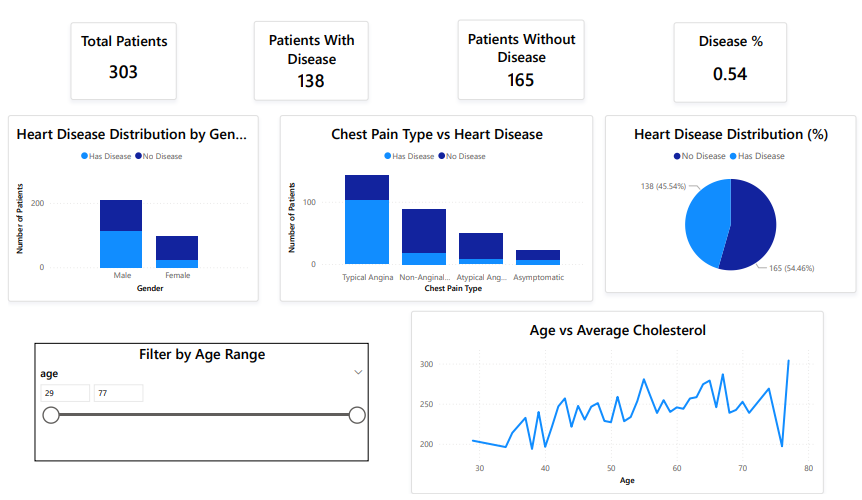 Total Patients
303
Patients With
Disease
138
Patients Without
Disease
165
Disease %
0.54
Heart Disease Distribution by Gen...
Has Disease No Disease
Number of Patients
200
0
Male Female
Gender
Chest Pain Type vs Heart Disease
Has Disease No Disease
Number of Patients
100
0
Typical Angina Non-Anginal... Atypical Ang... Asymptomatic
Chest Pain Type
Heart Disease Distribution (%)
No Disease Has Disease
138 (45.54%)
165 (54.46%)
Filter by Age Range
age
29 77
Age vs Average Cholesterol
300
250
200
30 40 50 60 70 80
Age